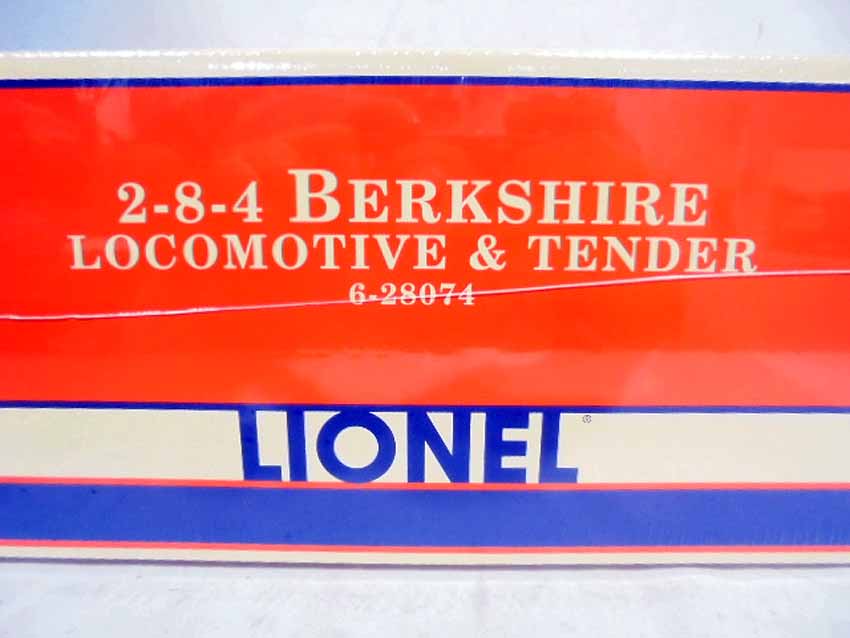 2-8-4 BERKSHIRE
LOCOMOTIVE & TENDER
6-28074
LIONEL®